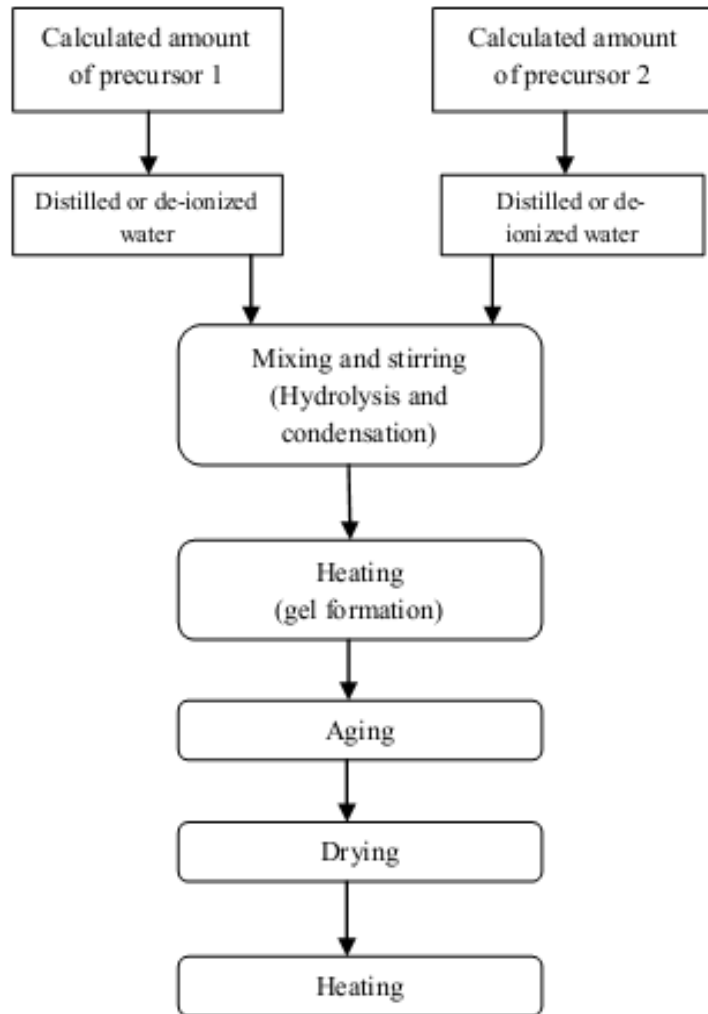 Calculated amount
of precursor 1
Calculated amount
of precursor 2
Distilled or de-ionized
water
Distilled or de-
ionized water
Mixing and stirring
(Hydrolysis and
condensation)
Heating
(gel formation)
Aging
Drying
Heating